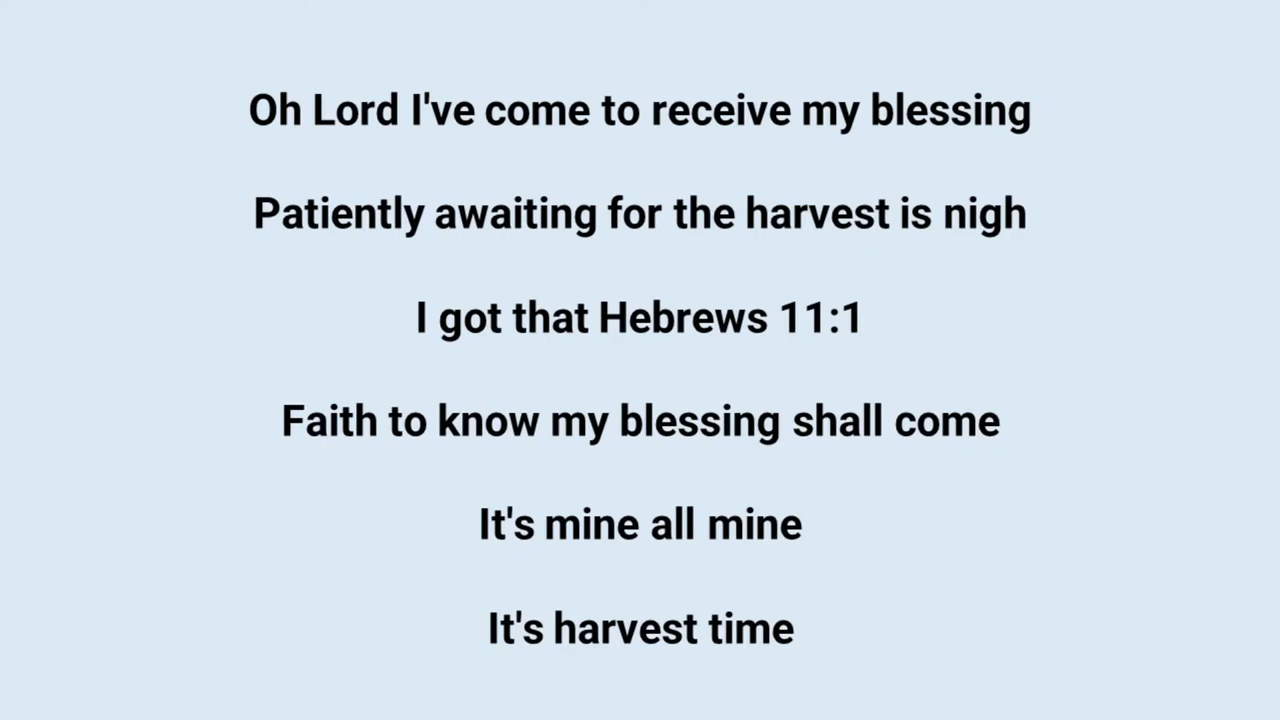 Oh Lord I've come to receive my blessing
Patiently awaiting for the harvest is nigh
I got that Hebrews 11:1
Faith to know my blessing shall come
It's mine all mine
It's harvest time